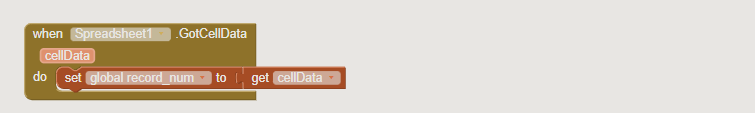 when Spreadsheet1 .GotCellData
cellData
do set global record_num to get cellData